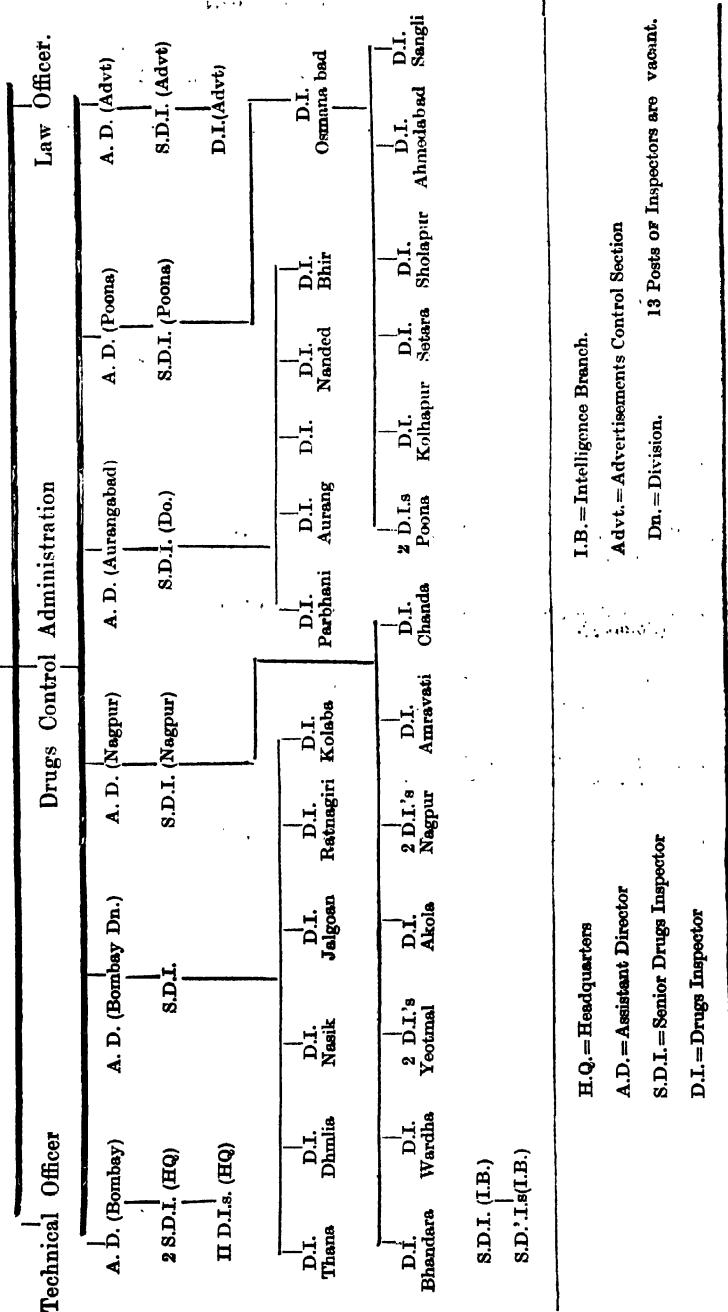 Technical Officer Drugs Control Administration Law Officer.
A. D. (Bombay) A. D. (Bombay Dn.) A. D. (Nagpur) A. D. (Aurangabad) A. D. (Poona) A. D. (Advt)
2 S.D.I. (HQ) S.D.I. S.D.I. (Nagpur) S.D.I. (Do.) S.D.I. (Poona) S.D.I. (Advt)
II D.I.s. (HQ) D.I.(Advt)
D.I. D.I. D.I. D.I. D.I. D.I. D.I. D.I. D.I. D.I. D.I. D.I.
Thana Dhulia Nasik Jalgoan Ratnagiri Kolaba Parbhani Aurang Nanded Bhir Osmana bad
D.I. D.I. 2 D.I.'s D.I. 2 D.I.'s D.I. D.I. 2 D.I.s D.I. D.I. D.I. D.I. D.I.
Bhandara Wardha Yeotmal Akola Nagpur Amravati Chanda Poona Kolhapur Setara Sholapur Ahmedabad Sangli
S.D.I. (I.B.)
S.D.'.I.s(I.B.)
H.Q.=Headquarters I.B.=Intelligence Branch.
A.D.=Assistant Director Advt.=Advertisements Control Section
S.D.I.=Senior Drugs Inspector Dn.=Division. 13 Posts OF Inspectors are vacant.
D.I.=Drugs Inspector